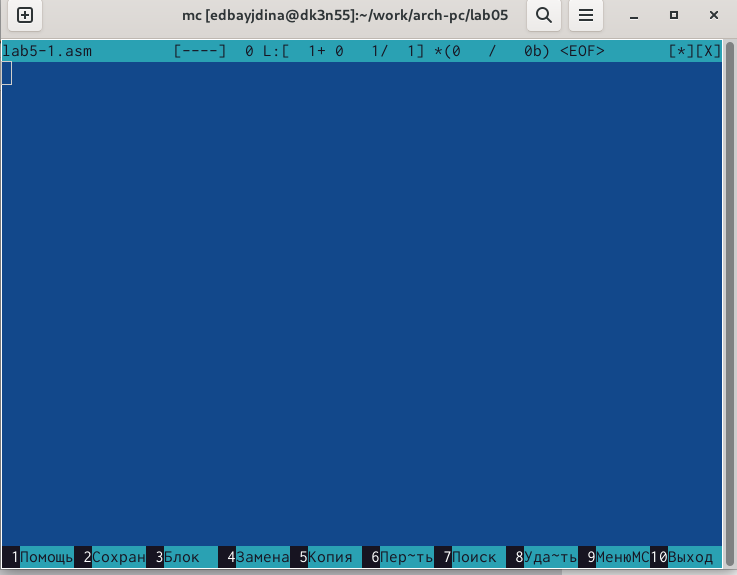 mc [edbayjdina@dk3n55]:~/work/arch-pc/lab05
lab5-1.asm [----] 0 L:[ 1+ 0 1/ 1] *(0 / 0b) <EOF> [*][X]
1Помощь 2Сохран 3Блок 4Замена 5Копия 6Пер~ть 7Поиск 8Уда~ть 9МенюMC 10Выход